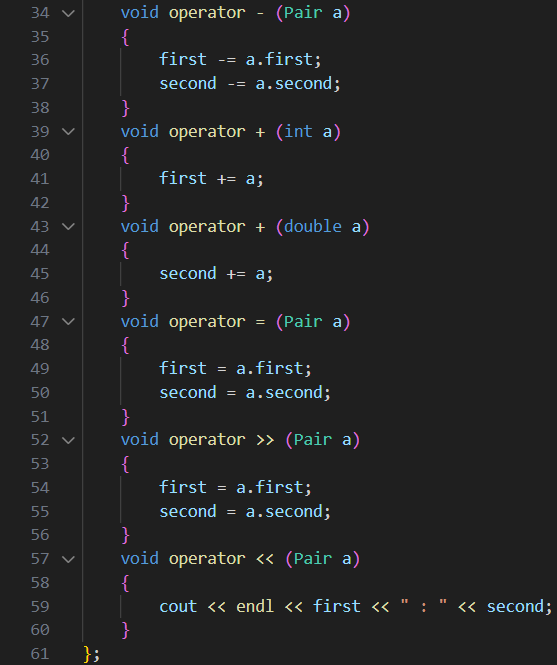 34 void operator - (Pair a)
35 {
36 first -= a.first;
37 second -= a.second;
38 }
39 void operator + (int a)
40 {
41 first += a;
42 }
43 void operator + (double a)
44 {
45 second += a;
46 }
47 void operator = (Pair a)
48 {
49 first = a.first;
50 second = a.second;
51 }
52 void operator >> (Pair a)
53 {
54 first = a.first;
55 second = a.second;
56 }
57 void operator << (Pair a)
58 {
59 cout << endl << first << " : " << second;
60 }
61 };